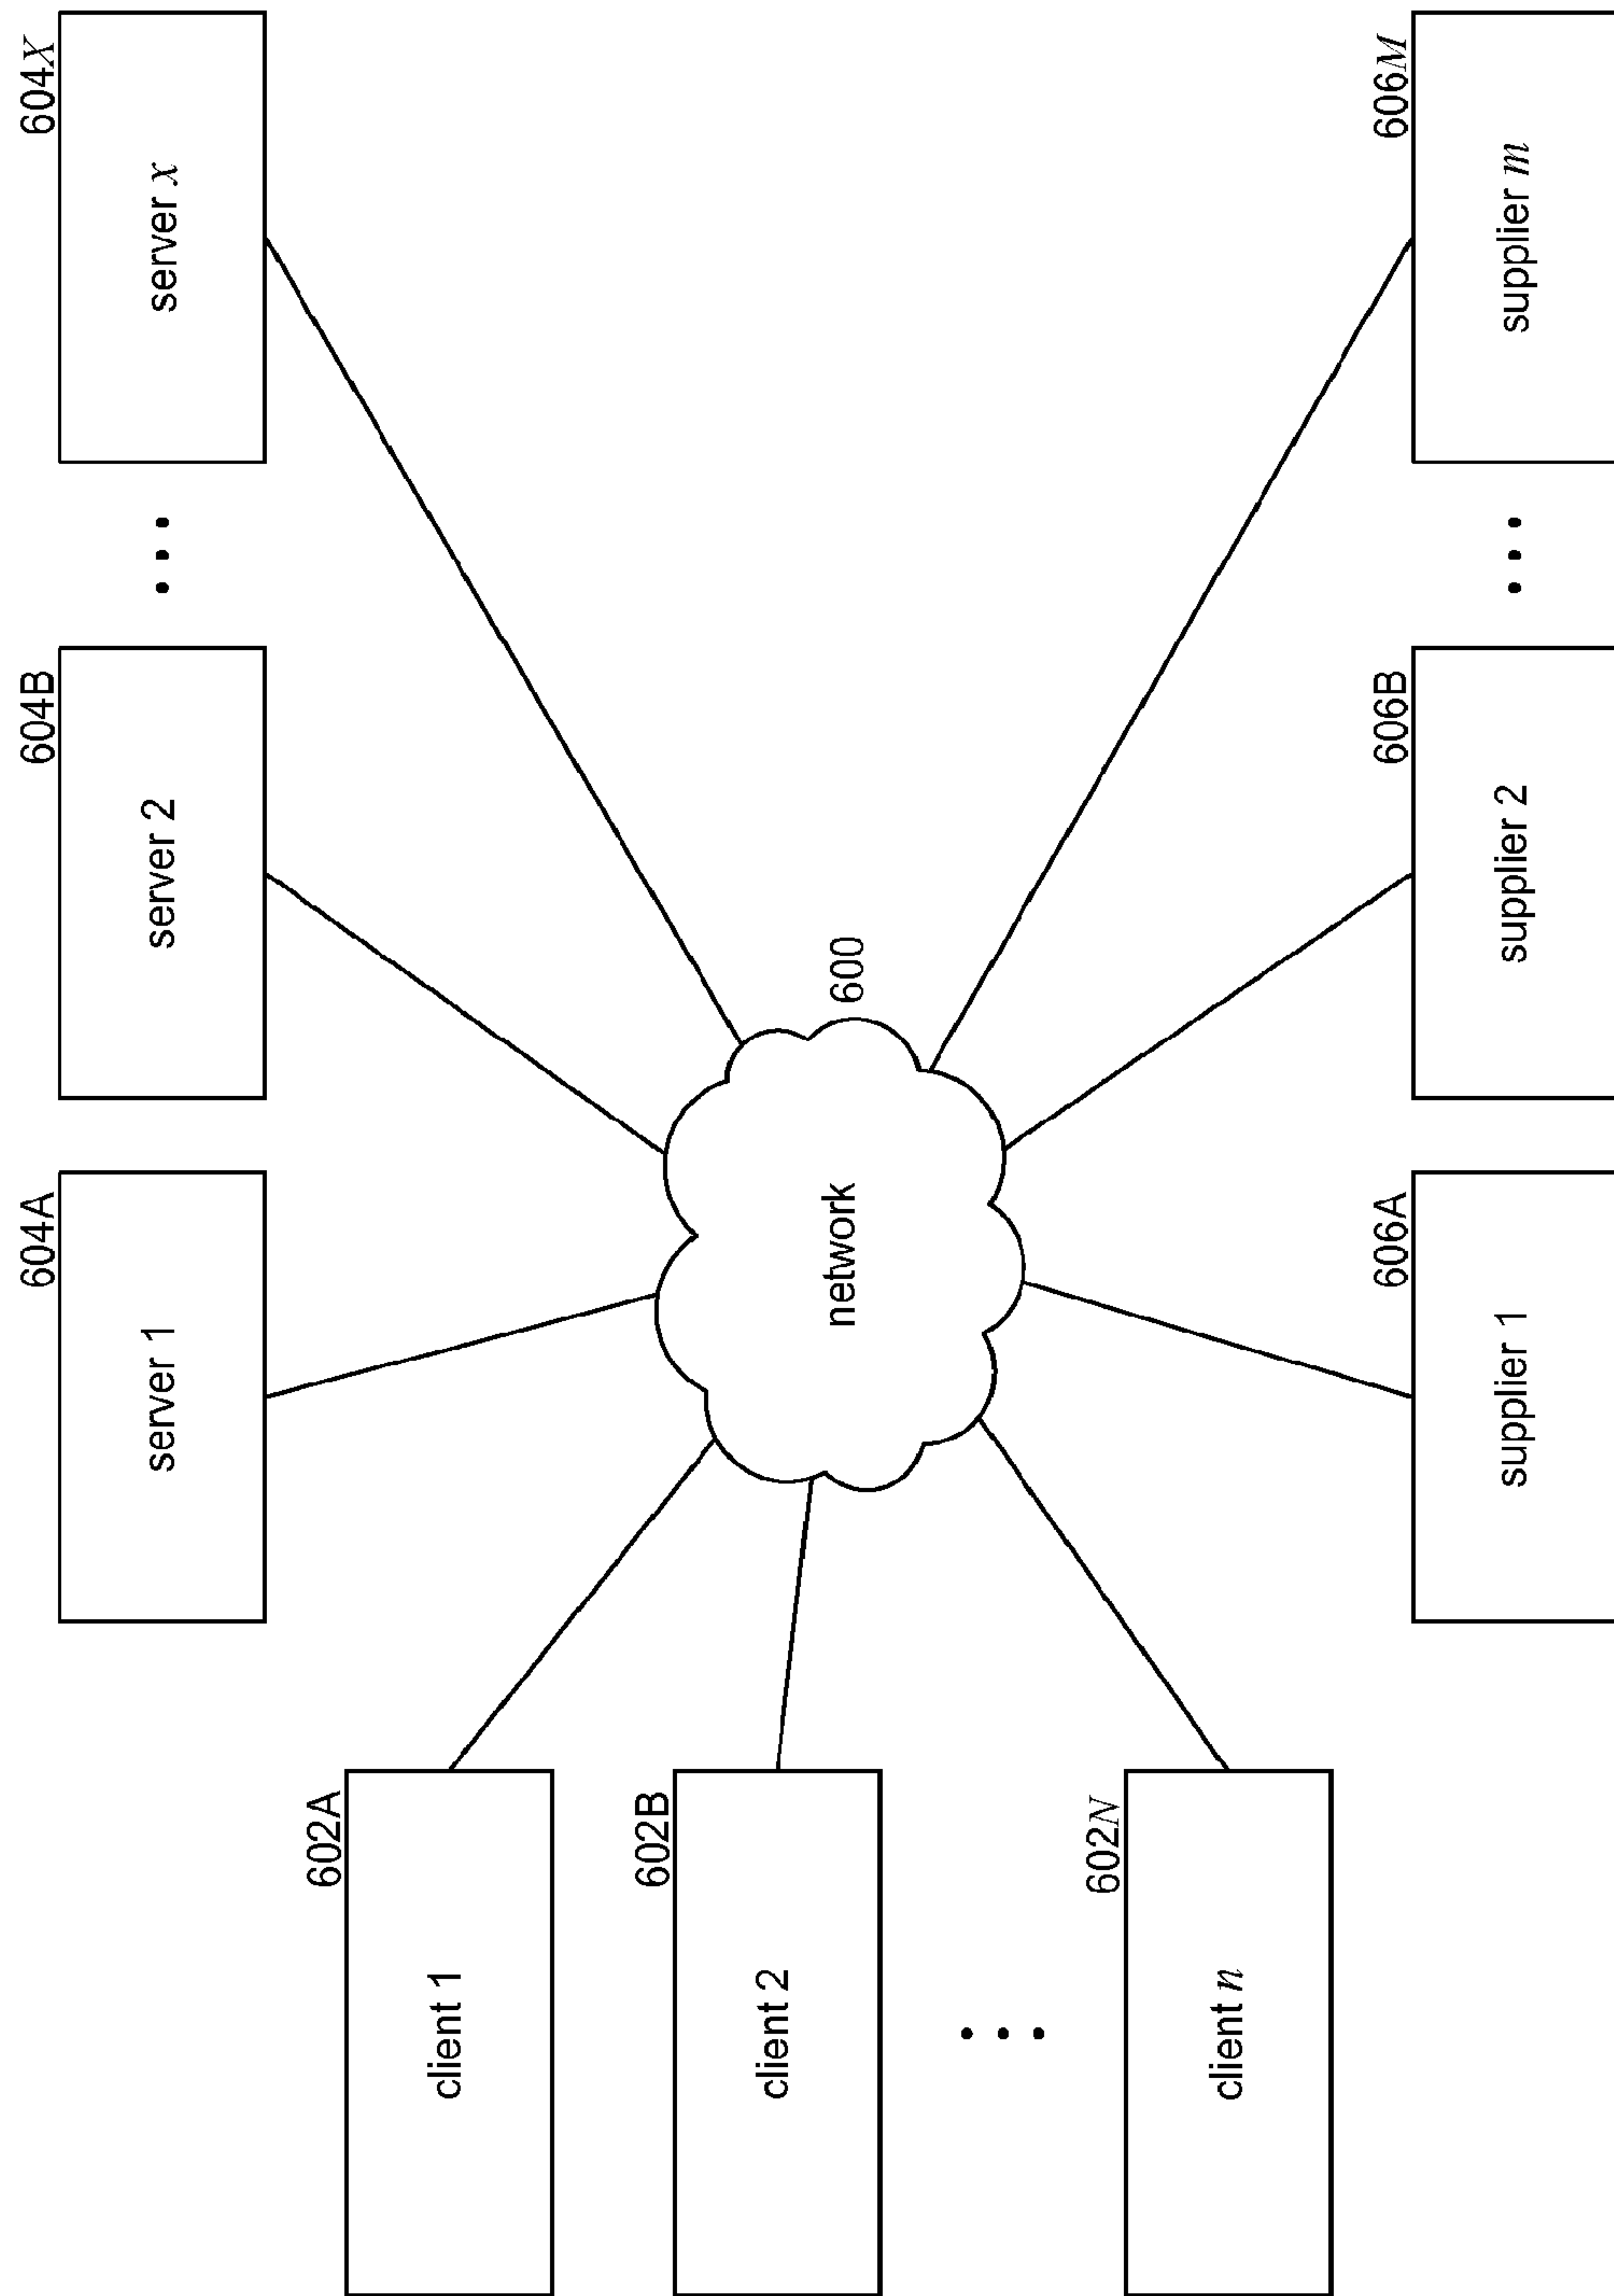 604A
server 1
604B
server 2
604X
server x
602A
client 1
602B
client 2
602N
client n
network
600
606A
supplier 1
606B
supplier 2
606M
supplier m